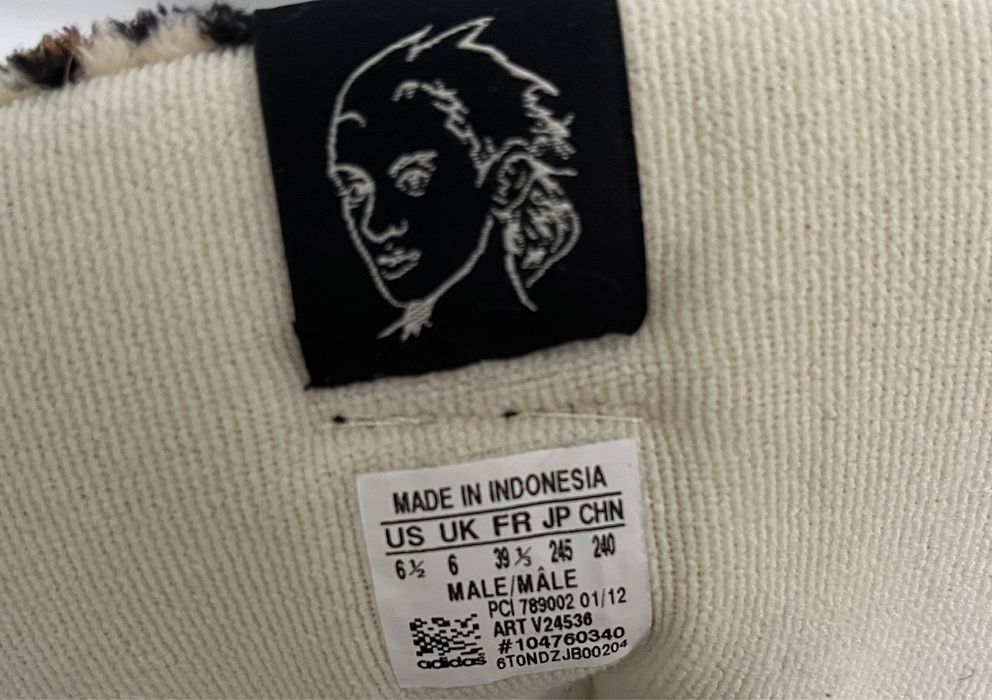 MADE IN INDONESIA
US UK FR JP CHN
6½ 6 39⅓ 245 240
MALE/MÂLE
PCI 789002 01/12
ART V24536
#104760340
adidas 6T0NDZJB00204